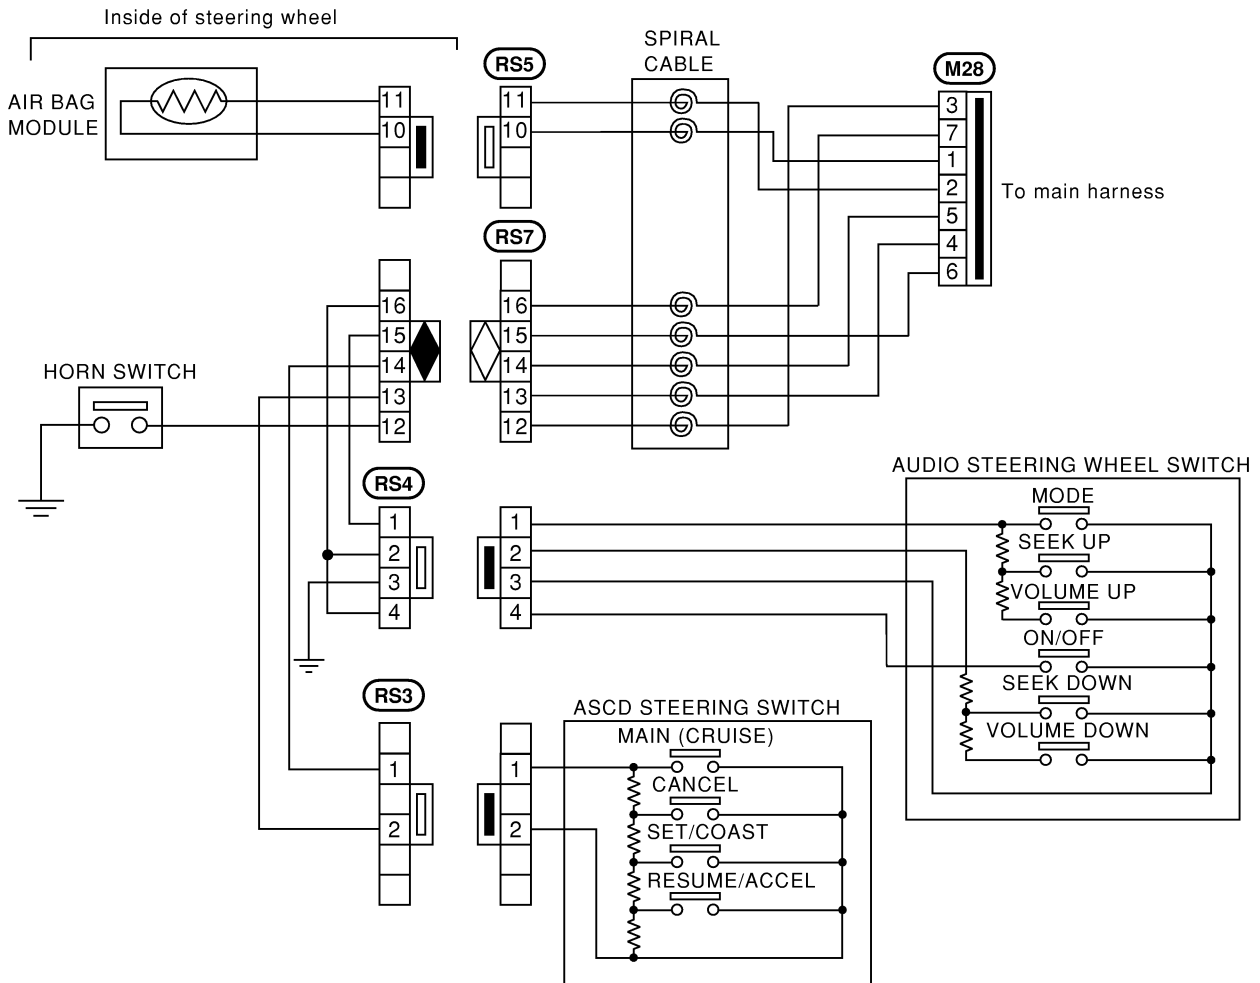 Inside of steering wheel
AIR BAG
MODULE
11
10
RS5
11
10
SPIRAL
CABLE
M28
3
7
1
2
5
4
6
To main harness
RS7
16
15
14
13
12
16
15
14
13
12
HORN SWITCH
RS4
1
2
3
4
1
2
3
4
AUDIO STEERING WHEEL SWITCH
MODE
SEEK UP
VOLUME UP
ON/OFF
SEEK DOWN
VOLUME DOWN
RS3
1
2
1
2
ASCD STEERING SWITCH
MAIN (CRUISE)
CANCEL
SET/COAST
RESUME/ACCEL